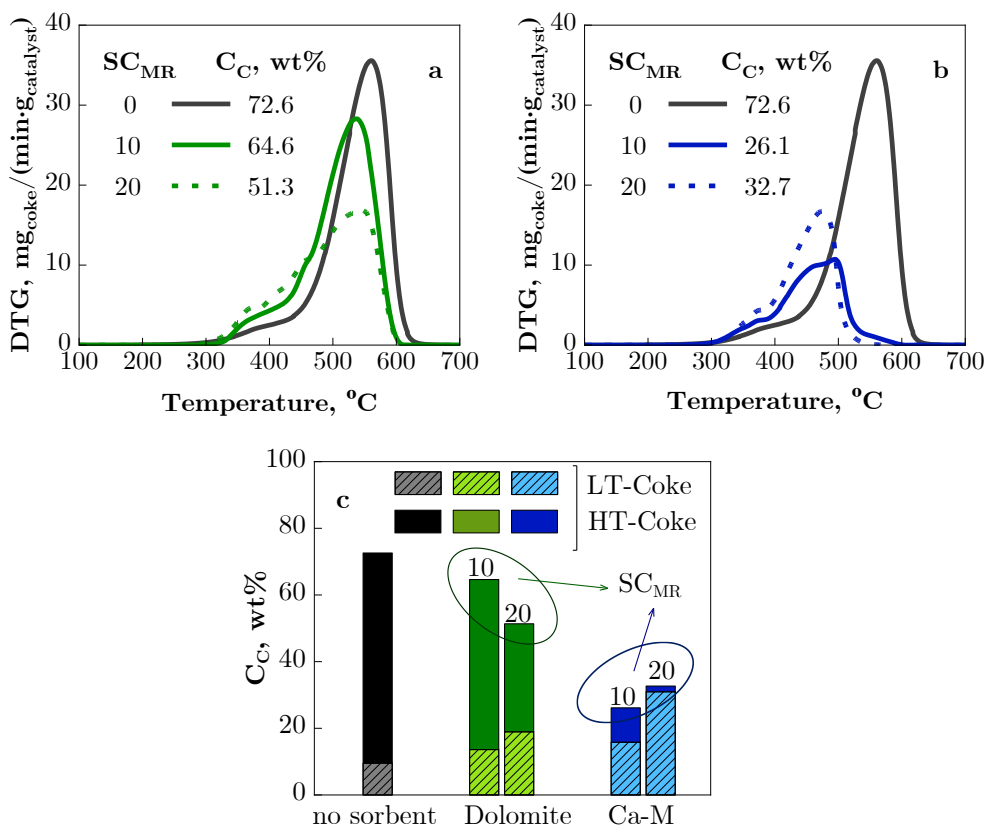 DTG, mg_coke/(min·g_catalyst)
40
30
20
10
0
SC_MR C_C, wt%
a
0 72.6
10 64.6
20 51.3
100 200 300 400 500 600 700
Temperature, ºC
DTG, mg_coke/(min·g_catalyst)
40
30
20
10
0
SC_MR C_C, wt%
b
0 72.6
10 26.1
20 32.7
100 200 300 400 500 600 700
Temperature, ºC
C_C, wt%
100
80
60
40
20
0
c
LT-Coke
HT-Coke
10
20
SC_MR
10
20
no sorbent Dolomite Ca-M